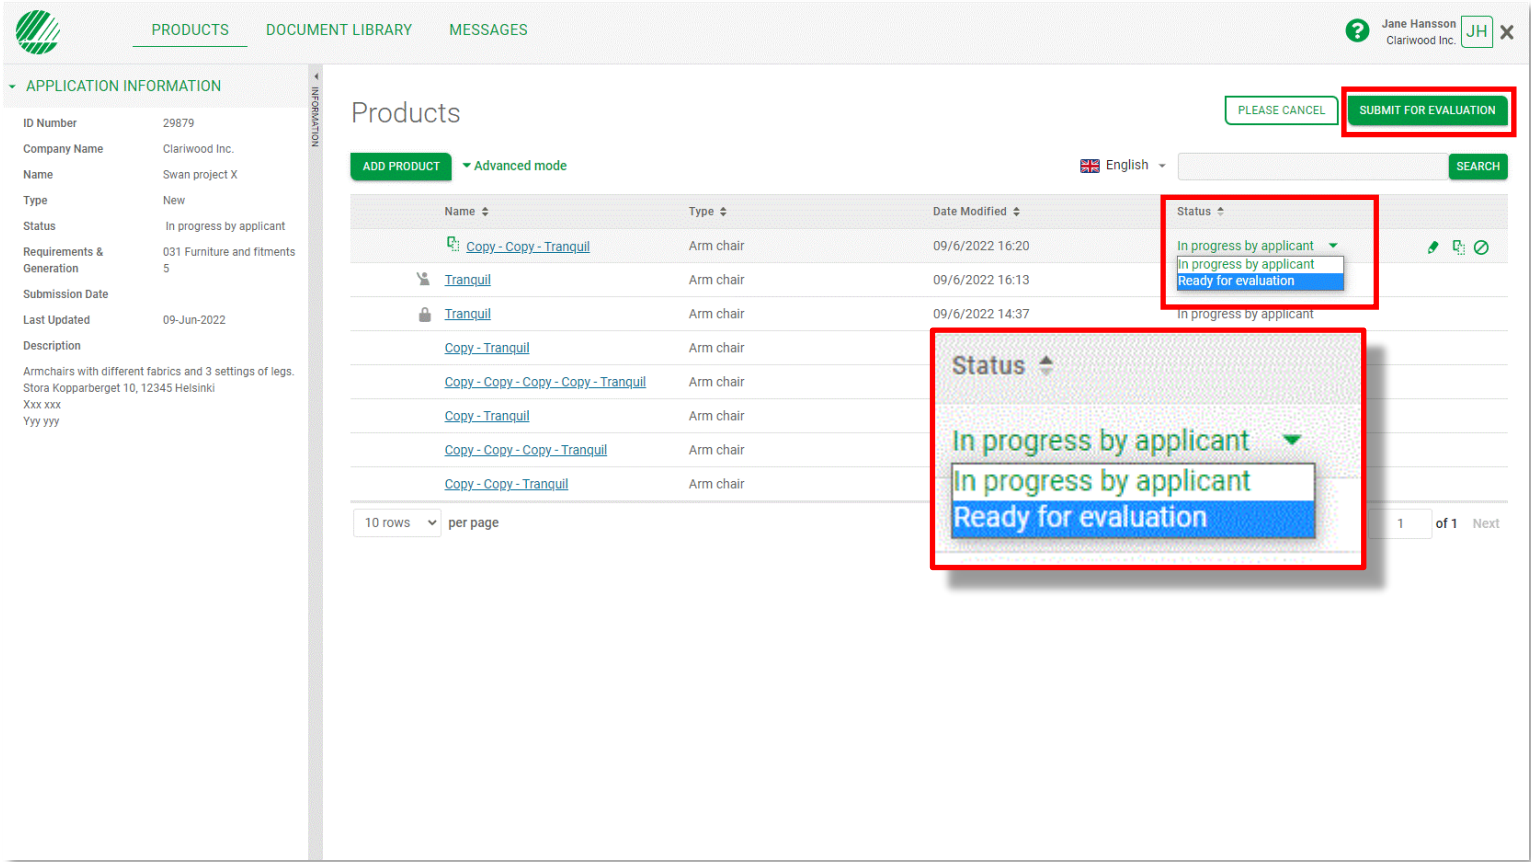 PRODUCTS DOCUMENT LIBRARY MESSAGES
? Jane Hansson
Clariwood Inc. JH
APPLICATION INFORMATION
ID Number 29879
Company Name Clariwood Inc.
Name Swan project X
Type New
Status In progress by applicant
Requirements & 031 Furniture and fitments
Generation 5
Submission Date
Last Updated 09-Jun-2022
Description
Armchairs with different fabrics and 3 settings of legs.
Stora Kopparberget 10, 12345 Helsinki
Xxx xxx
Yyy yyy
INFORMATION
Products
PLEASE CANCEL SUBMIT FOR EVALUATION
ADD PRODUCT Advanced mode English SEARCH
Name Type Date Modified Status
Copy - Copy - Tranquil Arm chair 09/6/2022 16:20 In progress by applicant
In progress by applicant
Ready for evaluation
Tranquil Arm chair 09/6/2022 16:13
Tranquil Arm chair 09/6/2022 14:37 In progress by applicant
Copy - Tranquil Arm chair
Copy - Copy - Copy - Copy - Tranquil Arm chair
Copy - Tranquil Arm chair
Copy - Copy - Copy - Tranquil Arm chair
Copy - Copy - Tranquil Arm chair
Status
In progress by applicant
In progress by applicant
Ready for evaluation
10 rows per page 1 of 1 Next